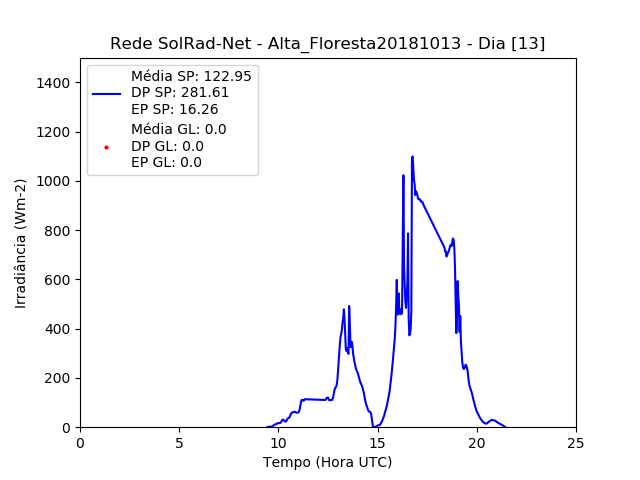 Rede SolRad-Net - Alta_Floresta20181013 - Dia [13]
Média SP: 122.95
DP SP: 281.61
EP SP: 16.26
Média GL: 0.0
DP GL: 0.0
EP GL: 0.0
1400
1200
1000
800
600
400
200
0
Irradiância (Wm-2)
0 5 10 15 20 25
Tempo (Hora UTC)